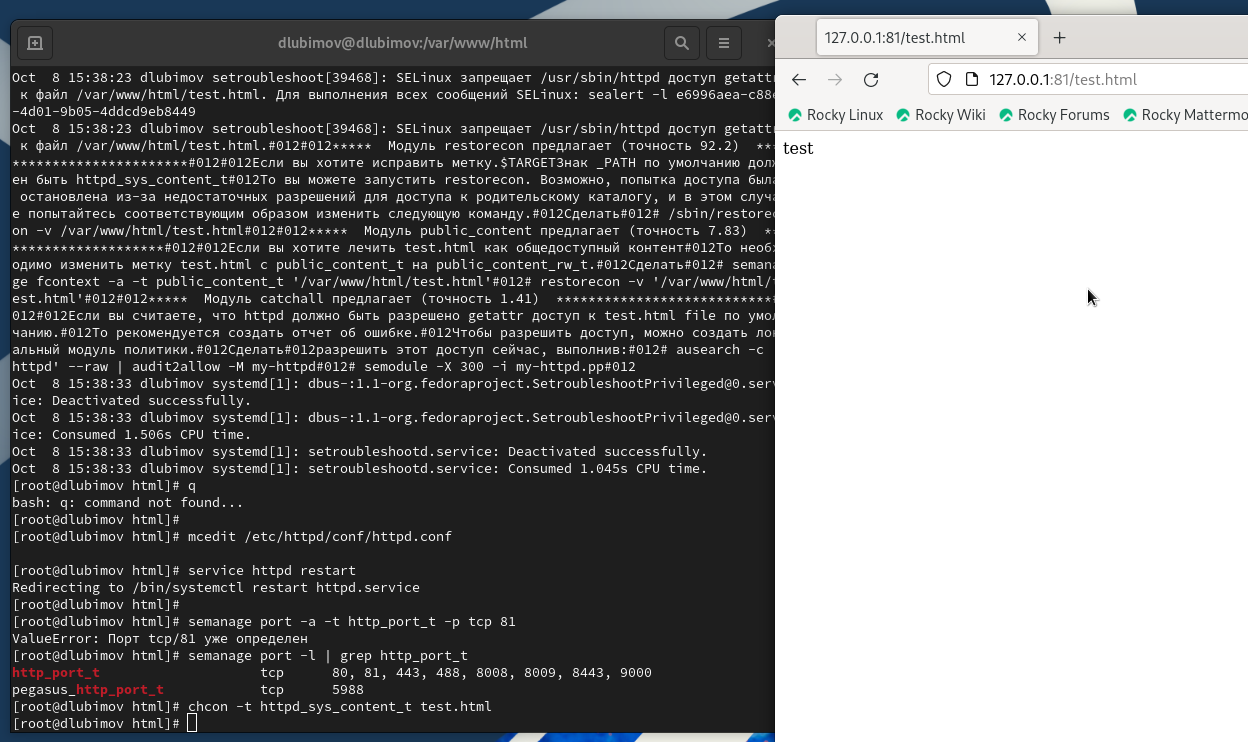 dlubimov@dlubimov:/var/www/html
Oct  8 15:38:23 dlubimov setroubleshoot[39468]: SELinux запрещает /usr/sbin/httpd доступ getattr
 к файл /var/www/html/test.html. Для выполнения всех сообщений SELinux: sealert -l e6996aea-c88e
-4d01-9b05-4ddcd9eb8449
Oct  8 15:38:23 dlubimov setroubleshoot[39468]: SELinux запрещает /usr/sbin/httpd доступ getattr
 к файл /var/www/html/test.html.#012#012*****  Модуль restorecon предлагает (точность 92.2)  **
**********************#012#012Если вы хотите исправить метку.$TARGETЗнак _PATH по умолчанию долж
ен быть httpd_sys_content_t#012То вы можете запустить restorecon. Возможно, попытка доступа была
 остановлена из-за недостаточных разрешений для доступа к родительскому каталогу, и в этом случа
е попытайтесь соответствующим образом изменить следующую команду.#012Сделать#012# /sbin/restorec
on -v /var/www/html/test.html#012#012*****  Модуль public_content предлагает (точность 7.83)  **
*******************#012#012Если вы хотите лечить test.html как общедоступный контент#012То необх
одимо изменить метку test.html с public_content_t на public_content_rw_t.#012Сделать#012# semana
ge fcontext -a -t public_content_t '/var/www/html/test.html'#012# restorecon -v '/var/www/html/t
est.html'#012#012*****  Модуль catchall предлагает (точность 1.41)  ***************************#
012#012Если вы считаете, что httpd должно быть разрешено getattr доступ к test.html file по умол
чанию.#012То рекомендуется создать отчет об ошибке.#012Чтобы разрешить доступ, можно создать лок
альный модуль политики.#012Сделать#012разрешить этот доступ сейчас, выполнив:#012# ausearch -c
httpd' --raw | audit2allow -M my-httpd#012# semodule -X 300 -i my-httpd.pp#012
Oct  8 15:38:33 dlubimov systemd[1]: dbus-:1.1-org.fedoraproject.SetroubleshootPrivileged@0.serv
ice: Deactivated successfully.
Oct  8 15:38:33 dlubimov systemd[1]: dbus-:1.1-org.fedoraproject.SetroubleshootPrivileged@0.serv
ice: Consumed 1.506s CPU time.
Oct  8 15:38:33 dlubimov systemd[1]: setroubleshootd.service: Deactivated successfully.
Oct  8 15:38:33 dlubimov systemd[1]: setroubleshootd.service: Consumed 1.045s CPU time.
[root@dlubimov html]# q
bash: q: command not found...
[root@dlubimov html]#
[root@dlubimov html]# mcedit /etc/httpd/conf/httpd.conf
[root@dlubimov html]# service httpd restart
Redirecting to /bin/systemctl restart httpd.service
[root@dlubimov html]#
[root@dlubimov html]# semanage port -a -t http_port_t -p tcp 81
ValueError: Порт tcp/81 уже определен
[root@dlubimov html]# semanage port -l | grep http_port_t
http_port_t                    tcp      80, 81, 443, 488, 8008, 8009, 8443, 9000
pegasus_http_port_t            tcp      5988
[root@dlubimov html]# chcon -t httpd_sys_content_t test.html
[root@dlubimov html]#
127.0.0.1:81/test.html
127.0.0.1:81/test.html
Rocky Linux Rocky Wiki Rocky Forums Rocky Mattermo
test